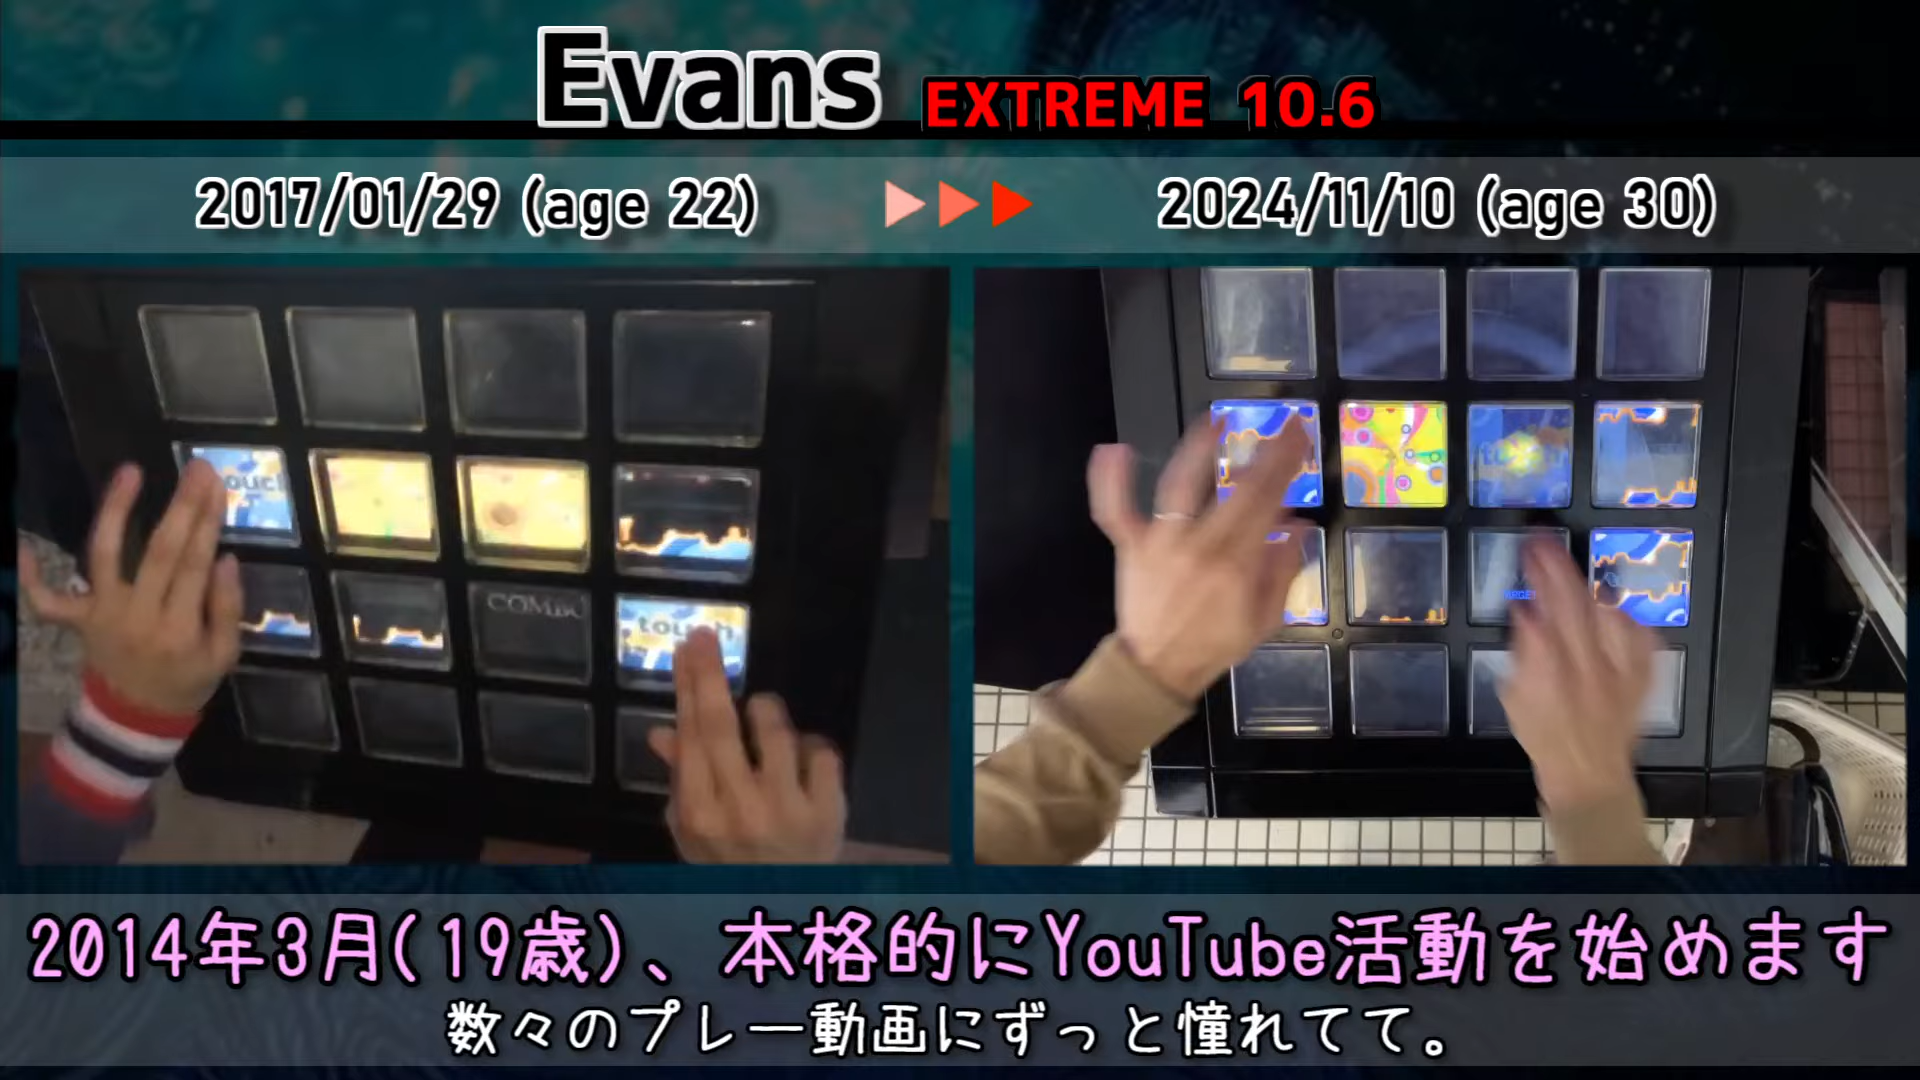 Evans EXTREME 10.6
2017/01/29 (age 22)
2024/11/10 (age 30)
touch
touch
2014年3月(19歳)、本格的にYouTube活動を始めます
数々のプレー動画にずっと憧れてて。